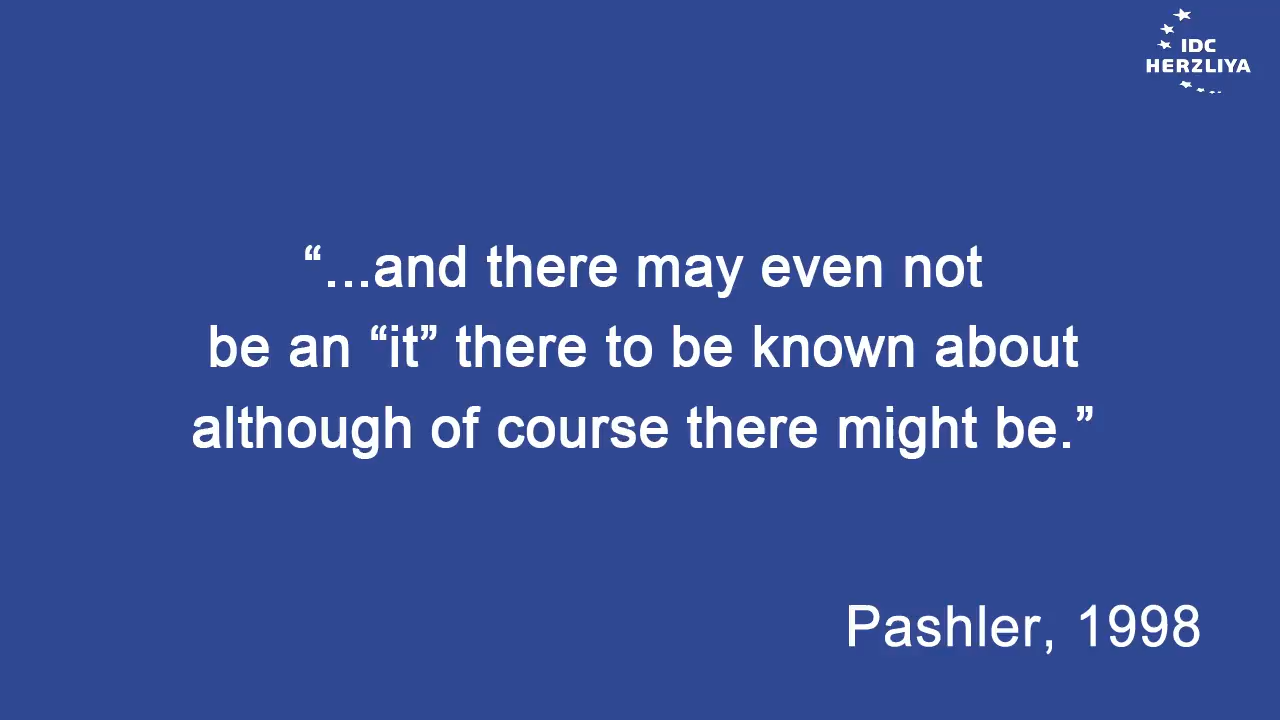 IDC
HERZLIYA
“...and there may even not
be an “it” there to be known about
although of course there might be.”
Pashler, 1998